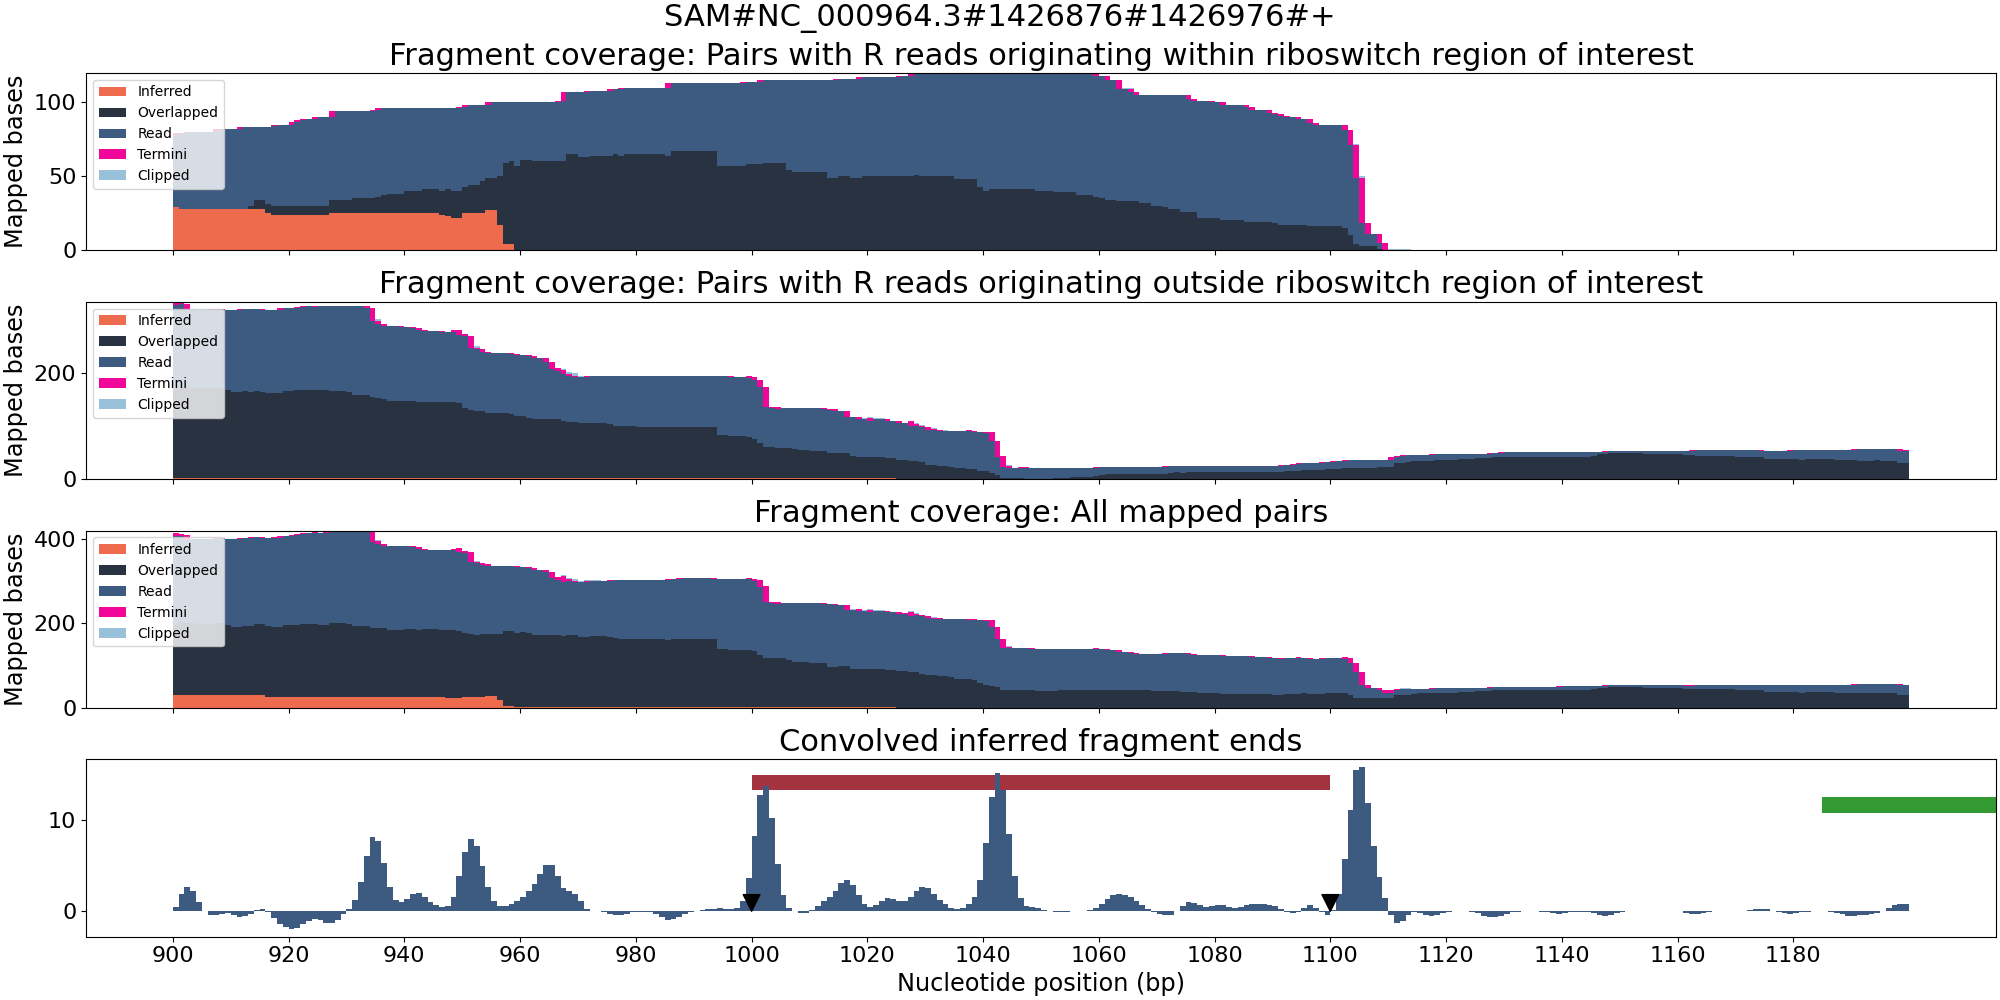 SAM#NC_000964.3#1426876#1426976#+
Fragment coverage: Pairs with R reads originating within riboswitch region of interest
Mapped bases
100
50
0
Inferred
Overlapped
Read
Termini
Clipped
Fragment coverage: Pairs with R reads originating outside riboswitch region of interest
Mapped bases
200
0
Inferred
Overlapped
Read
Termini
Clipped
Fragment coverage: All mapped pairs
Mapped bases
400
200
0
Inferred
Overlapped
Read
Termini
Clipped
Convolved inferred fragment ends
10
0
900 920 940 960 980 1000 1020 1040 1060 1080 1100 1120 1140 1160 1180
Nucleotide position (bp)